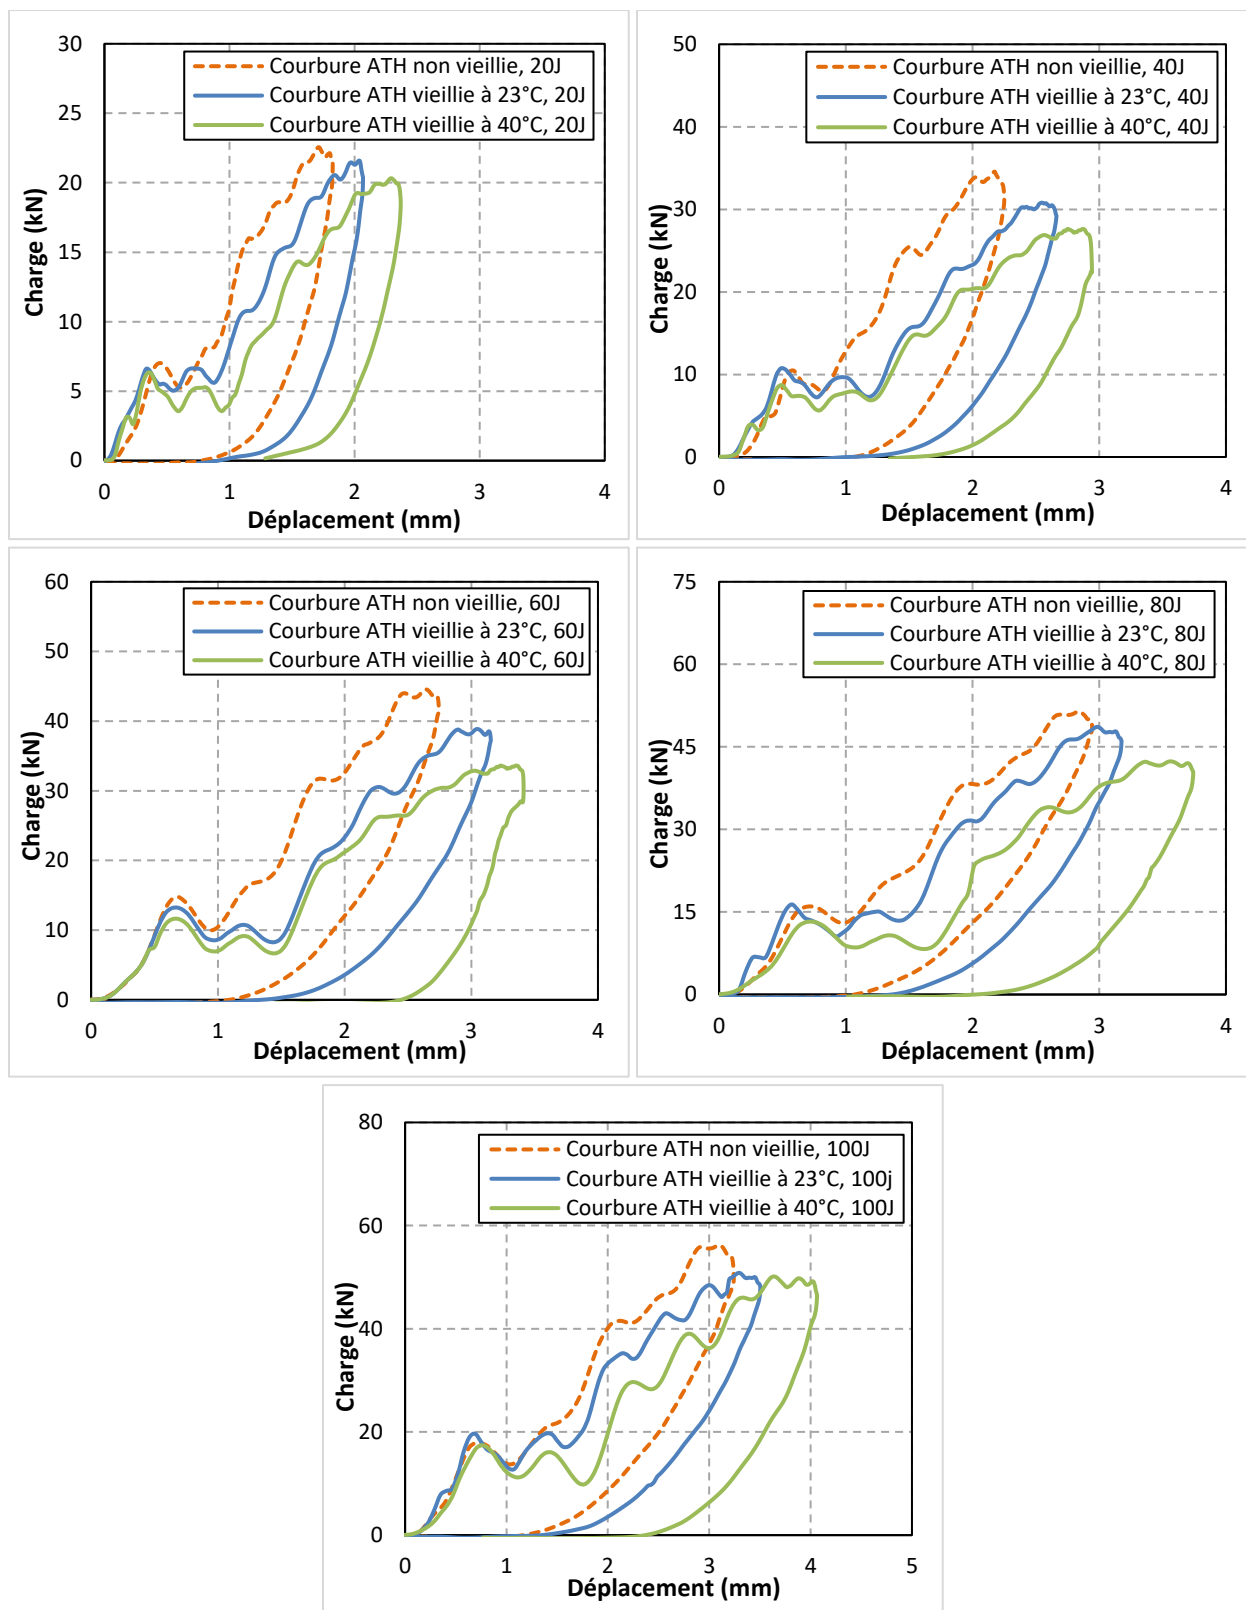 30
25
20
15
10
5
0
0 1 2 3 4
Charge (kN)
Déplacement (mm)
Courbure ATH non vieillie, 20J
Courbure ATH vieillie à 23°C, 20J
Courbure ATH vieillie à 40°C, 20J
50
40
30
20
10
0
0 1 2 3 4
Charge (kN)
Déplacement (mm)
Courbure ATH non vieillie, 40J
Courbure ATH vieillie à 23°C, 40J
Courbure ATH vieillie à 40°C, 40J
60
50
40
30
20
10
0
0 1 2 3 4
Charge (kN)
Déplacement (mm)
Courbure ATH non vieillie, 60J
Courbure ATH vieillie à 23°C, 60J
Courbure ATH vieillie à 40°C, 60J
75
60
45
30
15
0
0 1 2 3 4
Charge (kN)
Déplacement (mm)
Courbure ATH non vieillie, 80J
Courbure ATH vieillie à 23°C, 80J
Courbure ATH vieillie à 40°C, 80J
80
60
40
20
0
0 1 2 3 4 5
Charge (kN)
Déplacement (mm)
Courbure ATH non vieillie, 100J
Courbure ATH vieillie à 23°C, 100j
Courbure ATH vieillie à 40°C, 100J